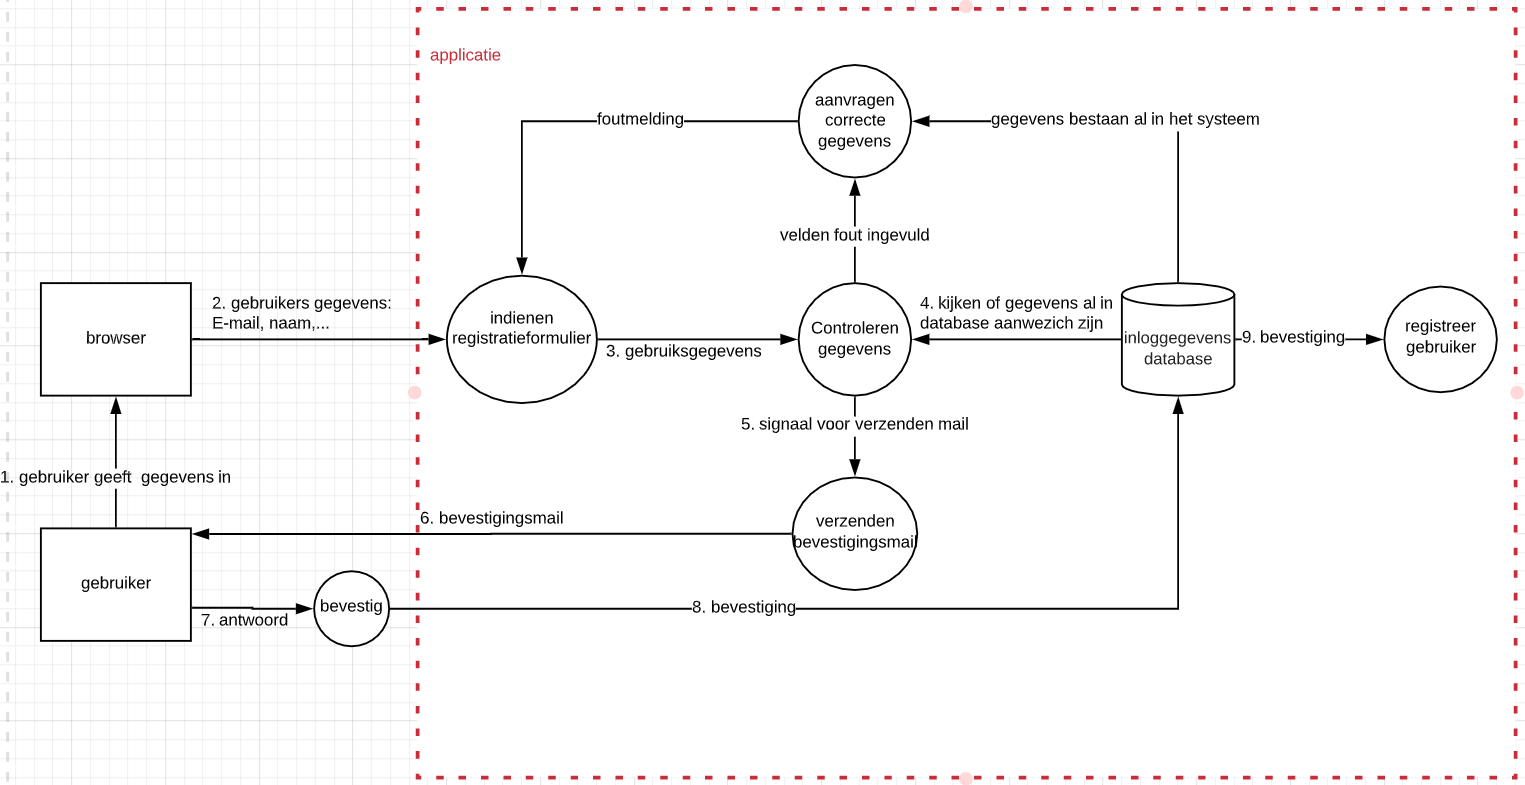 applicatie
aanvragen
correcte
gegevens
foutmelding
gegevens bestaan al in het systeem
velden fout ingevuld
browser
2. gebruikers gegevens:
E-mail, naam,...
indienen
registratieformulier
3. gebruiksgegevens
Controleren
gegevens
4. kijken of gegevens al in
database aanwezich zijn
inloggegevens
database
9. bevestiging
registreer
gebruiker
5. signaal voor verzenden mail
1. gebruiker geeft  gegevens in
6. bevestigingsmail
verzenden
bevestigingsmail
gebruiker
7. antwoord
bevestig
8. bevestiging